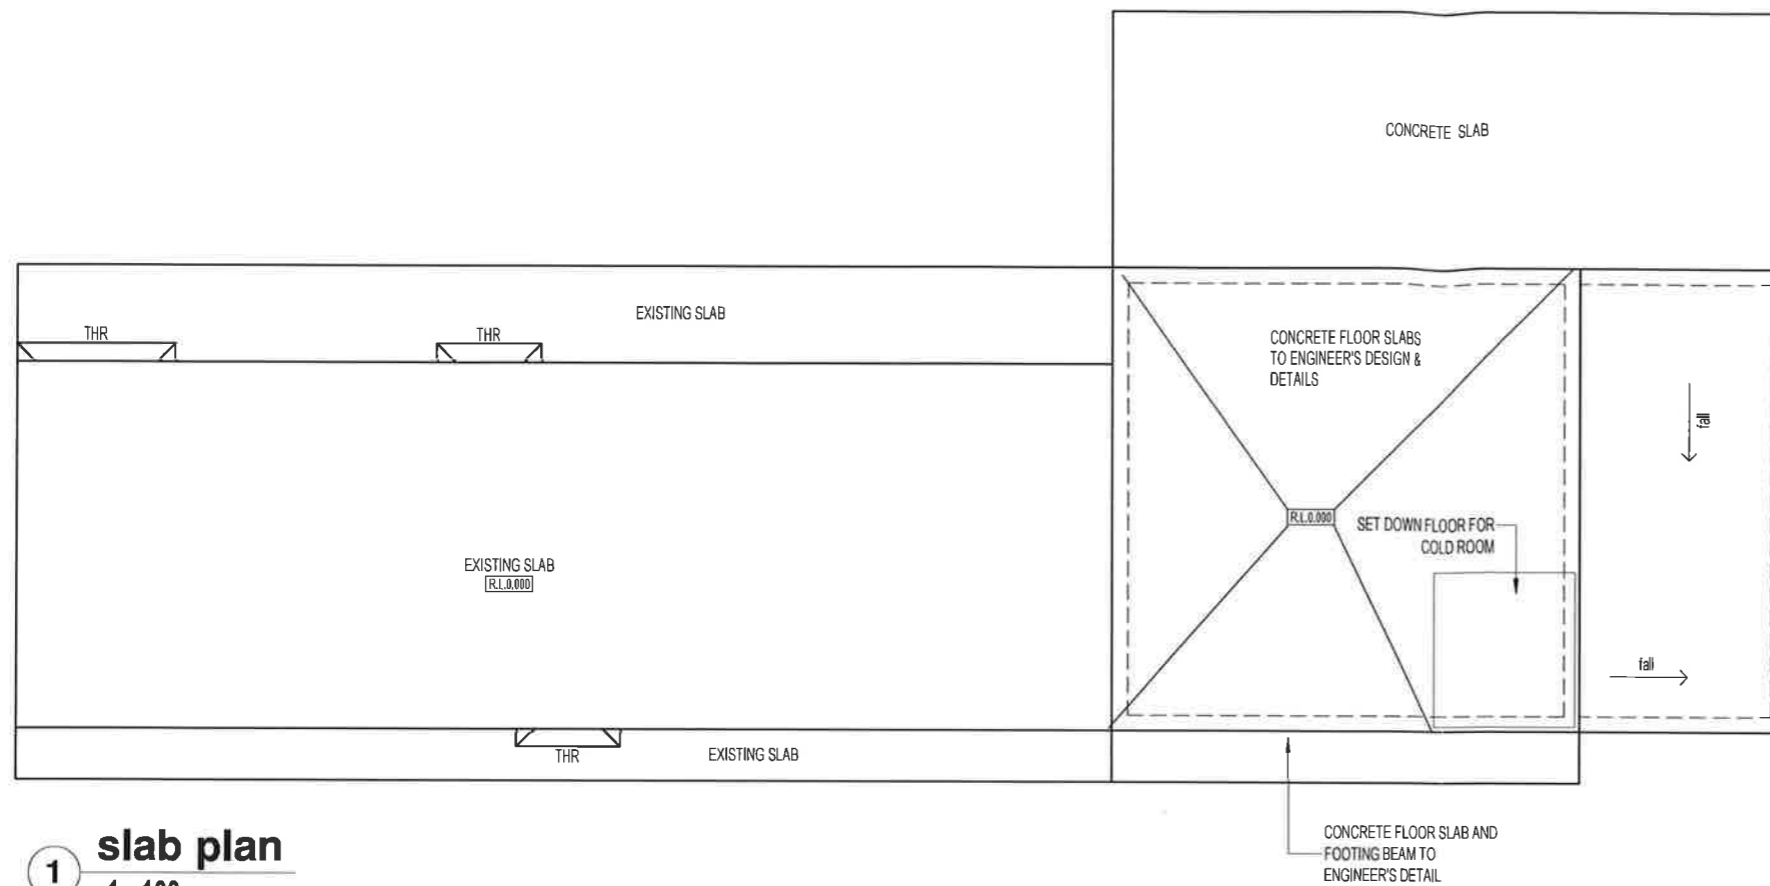 CONCRETE SLAB
EXISTING SLAB
THR
THR
CONCRETE FLOOR SLABS
TO ENGINEER'S DESIGN &
DETAILS
fall
R.L.0.000
SET DOWN FLOOR FOR
COLD ROOM
EXISTING SLAB
R.L.0.000
fall
THR
EXISTING SLAB
CONCRETE FLOOR SLAB AND
FOOTING BEAM TO
ENGINEER'S DETAIL
1
slab plan